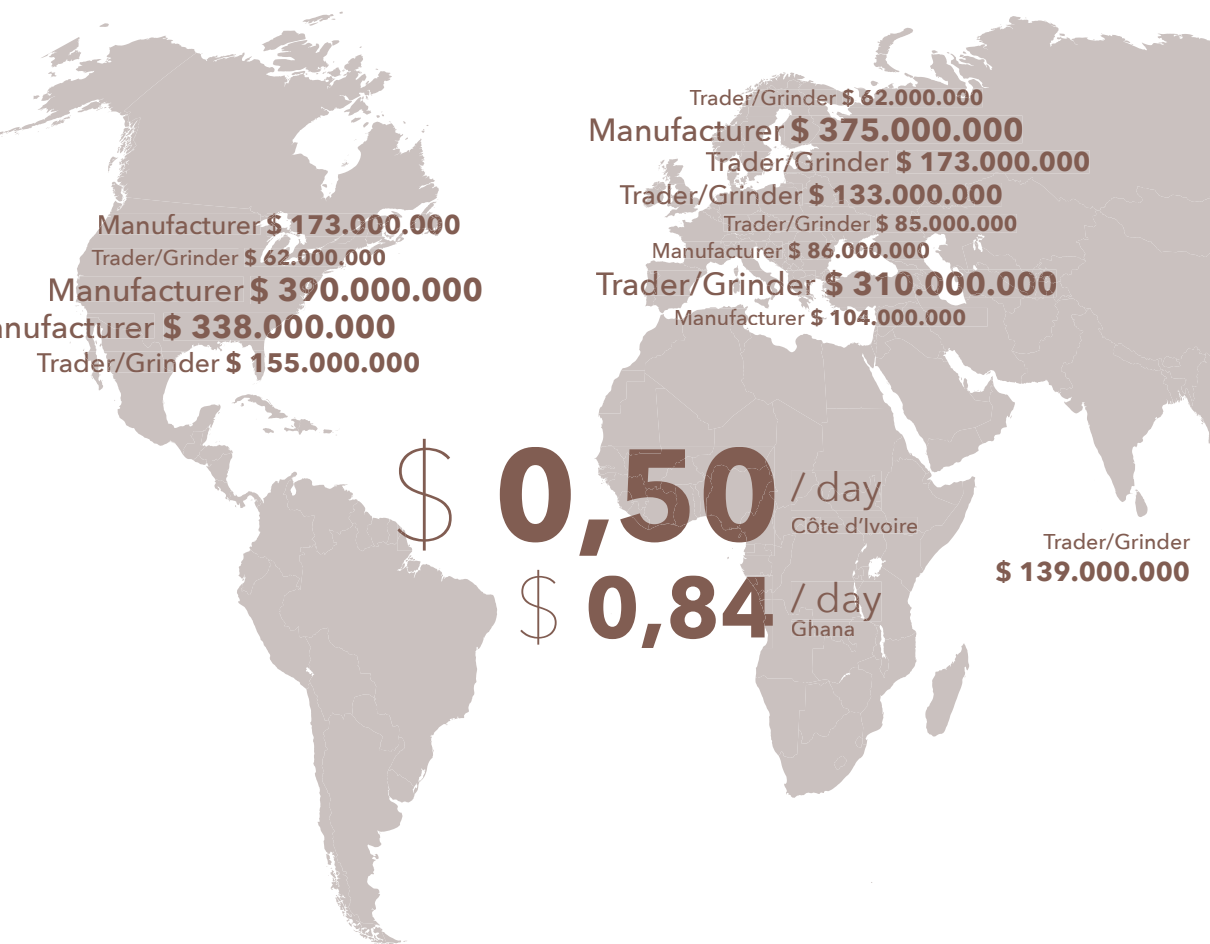 Manufacturer $ 173.000.000
Trader/Grinder $ 62.000.000
Manufacturer $ 390.000.000
anufacturer $ 338.000.000
Trader/Grinder $ 155.000.000
Trader/Grinder $ 62.000.000
Manufacturer $ 375.000.000
Trader/Grinder $ 173.000.000
Trader/Grinder $ 133.000.000
Trader/Grinder $ 85.000.000
Manufacturer $ 86.000.000
Trader/Grinder $ 310.000.000
Manufacturer $ 104.000.000
$ 0,50 / day
Côte d’Ivoire
$ 0,84 / day
Ghana
Trader/Grinder
$ 139.000.000